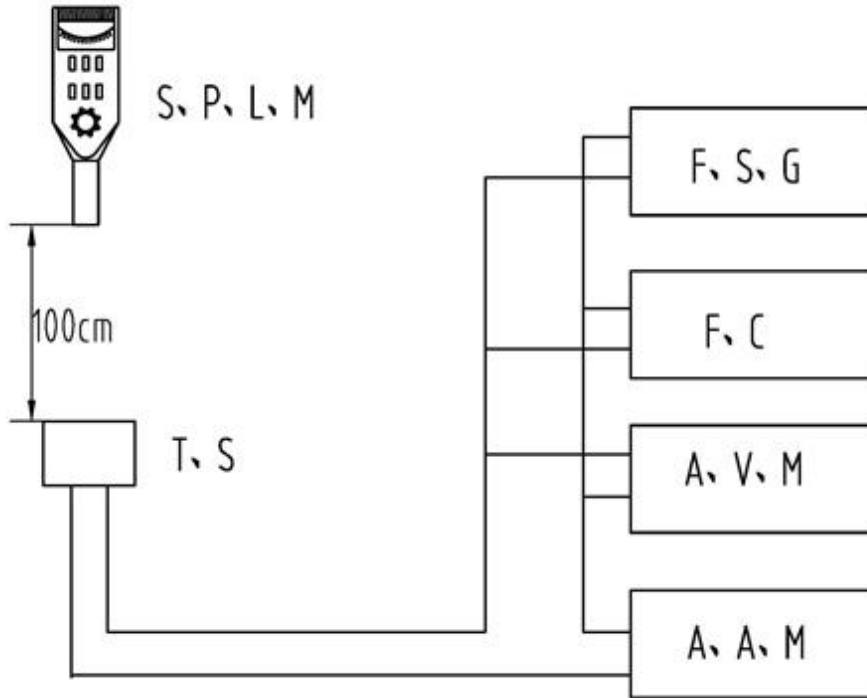 S、P、L、M
F、S、G
100cm
F、C
T、S
A、V、M
A、A、M